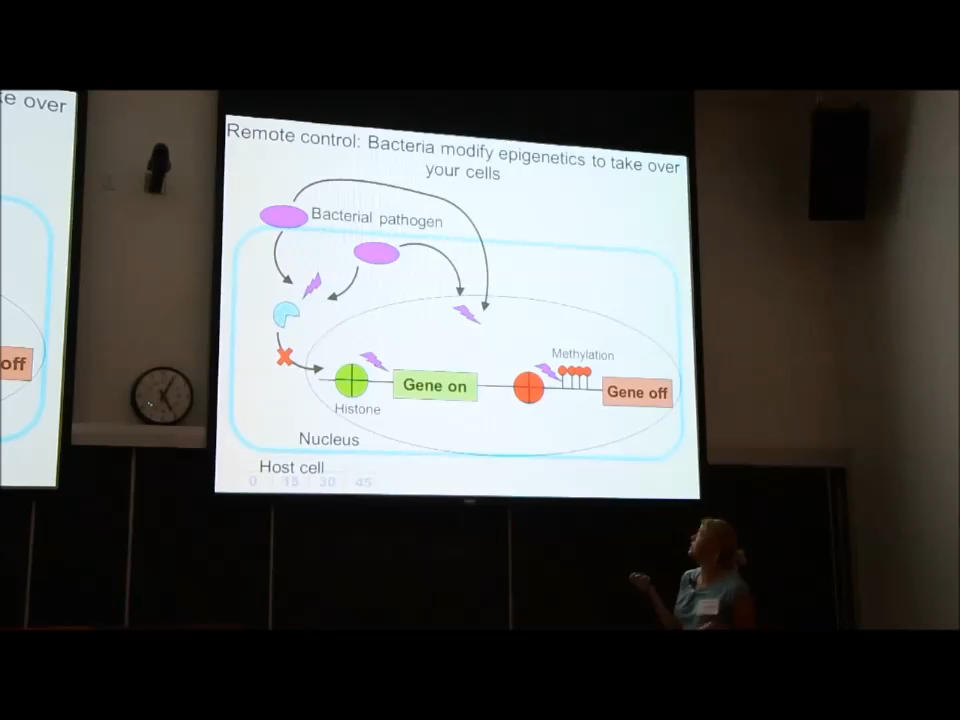 ke over
off
Remote control: Bacteria modify epigenetics to take over
your cells
Bacterial pathogen
Methylation
Gene on
Gene off
Histone
Nucleus
Host cell
0 15 30 45